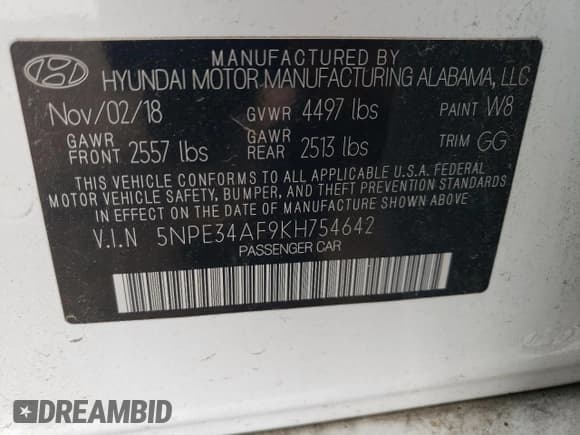 MANUFACTURED BY
HYUNDAI MOTOR MANUFACTURING ALABAMA, LLC
Nov/02/18 GVWR 4497 lbs PAINT W8
GAWR FRONT 2557 lbs GAWR REAR 2513 lbs TRIM GG
THIS VEHICLE CONFORMS TO ALL APPLICABLE U.S.A FEDERAL
MOTOR VEHICLE SAFETY, BUMPER, AND THEFT PREVENTION STANDARDS
IN EFFECT ON THE DATE OF MANUFACTURE SHOWN ABOVE.
V.I.N 5NPE34AF9KH754642
PASSENGER CAR
DREAMBID